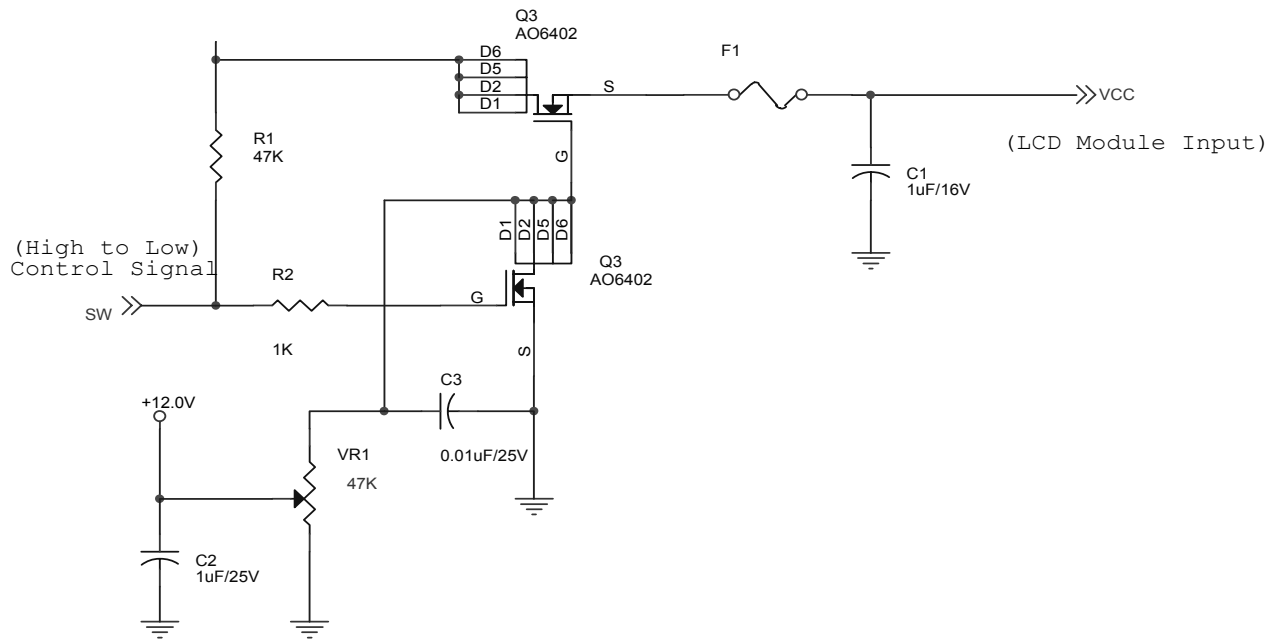 Q3
AO6402
D6
D5
D2
D1
S
F1
VCC
(LCD Module Input)
R1
47K
G
C1
1uF/16V
D1
D2
D5
D6
(High to Low)
Control Signal
Q3
AO6402
R2
G
SW
1K
S
C3
+12.0V
VR1
47K
0.01uF/25V
C2
1uF/25V